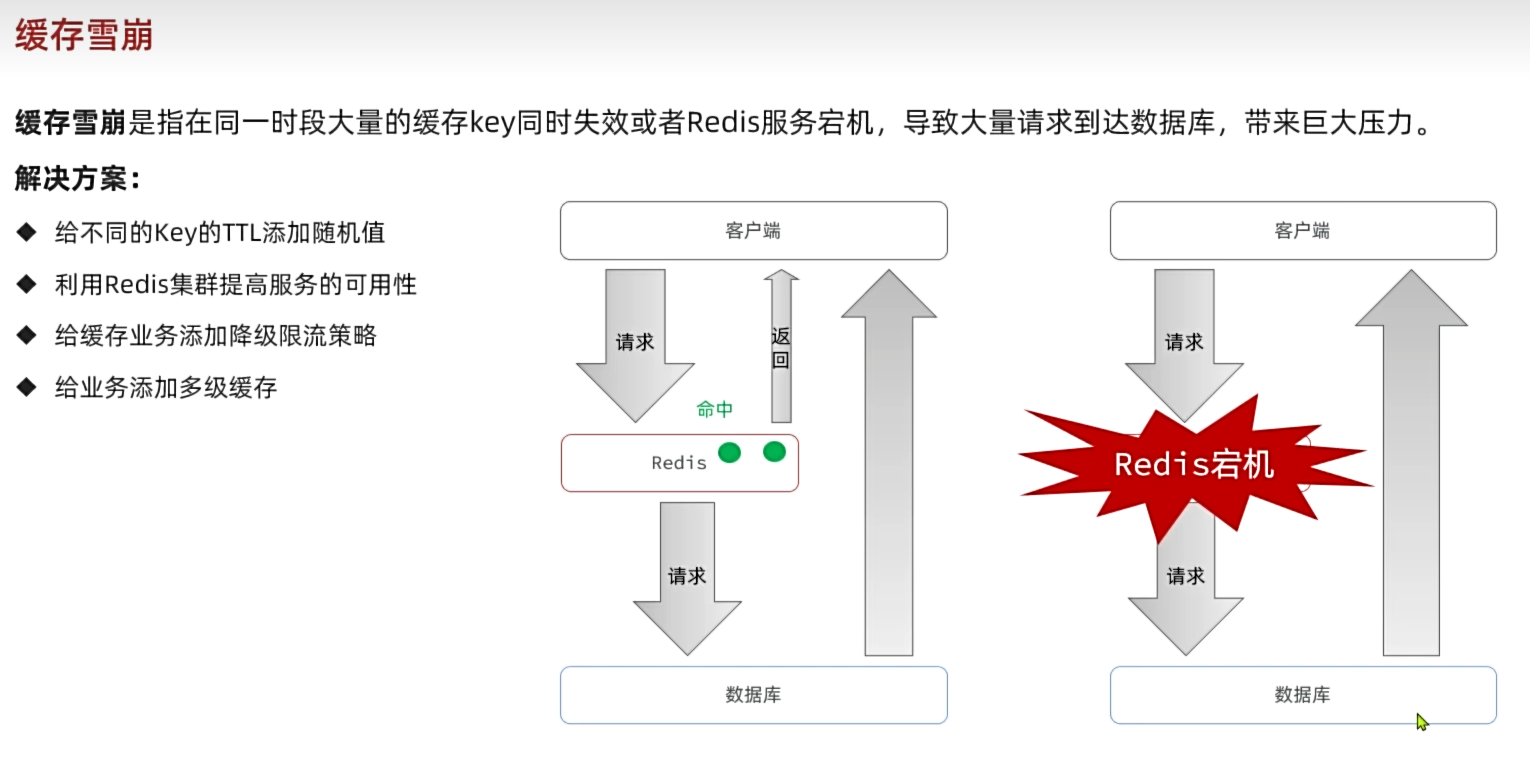 缓存雪崩
缓存雪崩是指在同一时段大量的缓存key同时失效或者Redis服务宕机，导致大量请求到达数据库，带来巨大压力。
解决方案：
◆ 给不同的Key的TTL添加随机值
◆ 利用Redis集群提高服务的可用性
◆ 给缓存业务添加降级限流策略
◆ 给业务添加多级缓存
客户端
请求
返
回
命中
Redis
请求
数据库
客户端
请求
Redis宕机
请求
数据库